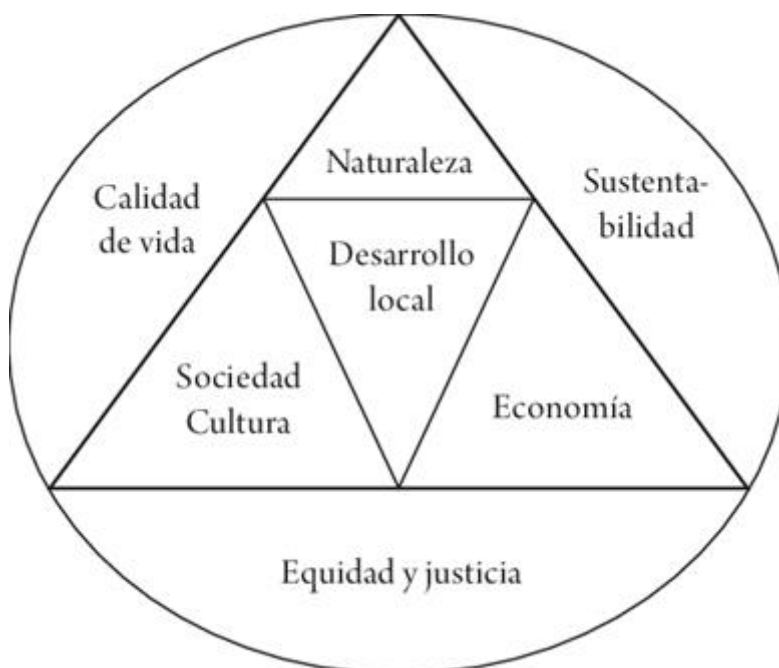 Naturaleza
Calidad
de vida
Sustenta-
bilidad
Desarrollo
local
Sociedad
Cultura
Economía
Equidad y justicia